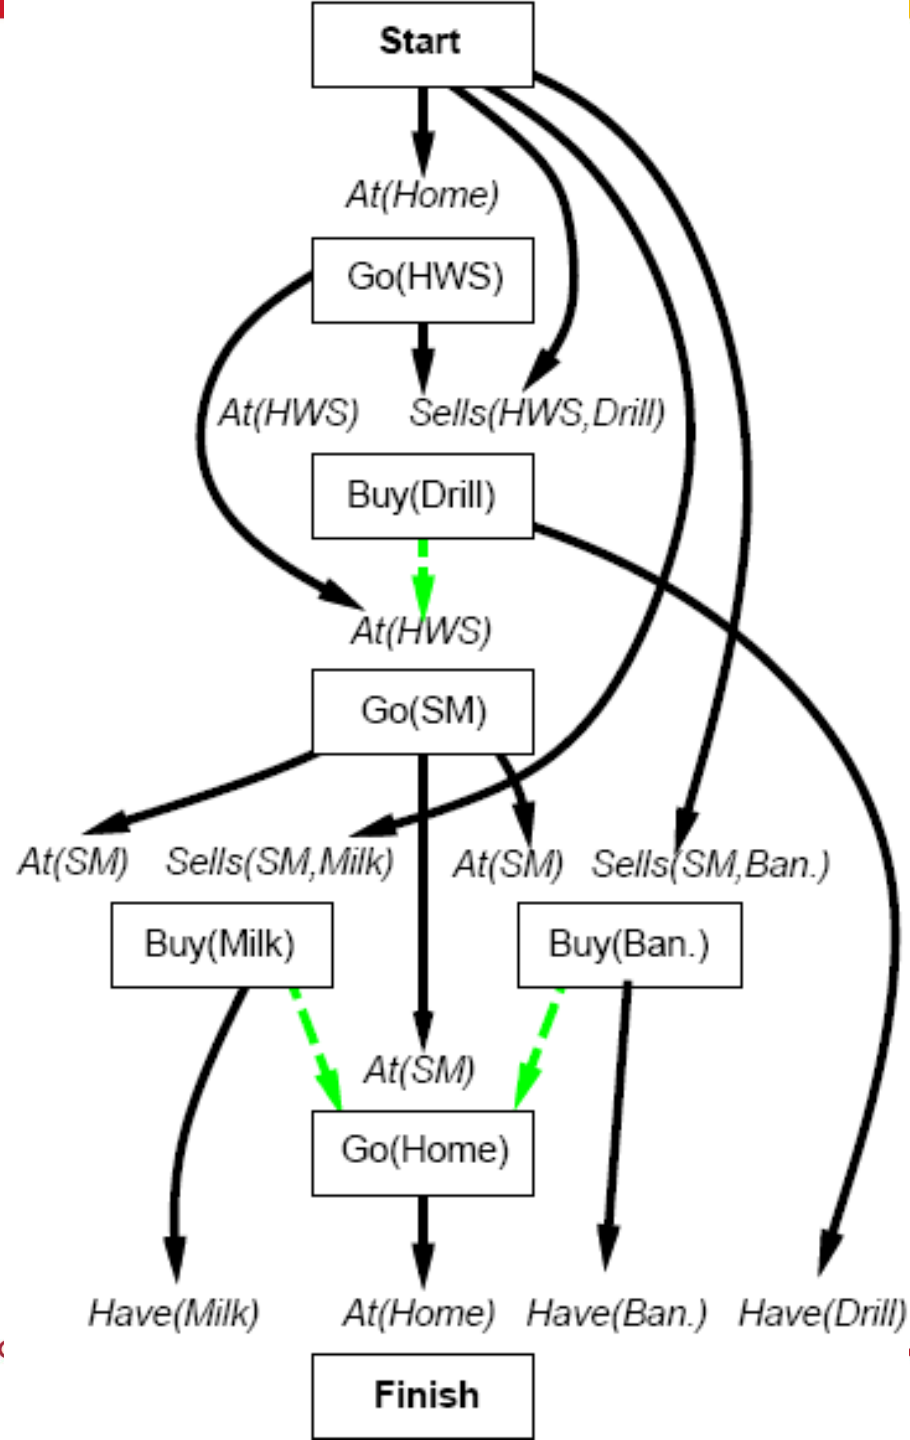 Start
At(Home)
Go(HWS)
At(HWS) Sells(HWS,Drill)
Buy(Drill)
At(HWS)
Go(SM)
At(SM) Sells(SM,Milk) At(SM) Sells(SM,Ban.)
Buy(Milk) Buy(Ban.)
At(SM)
Go(Home)
Have(Milk) At(Home) Have(Ban.) Have(Drill)
Finish